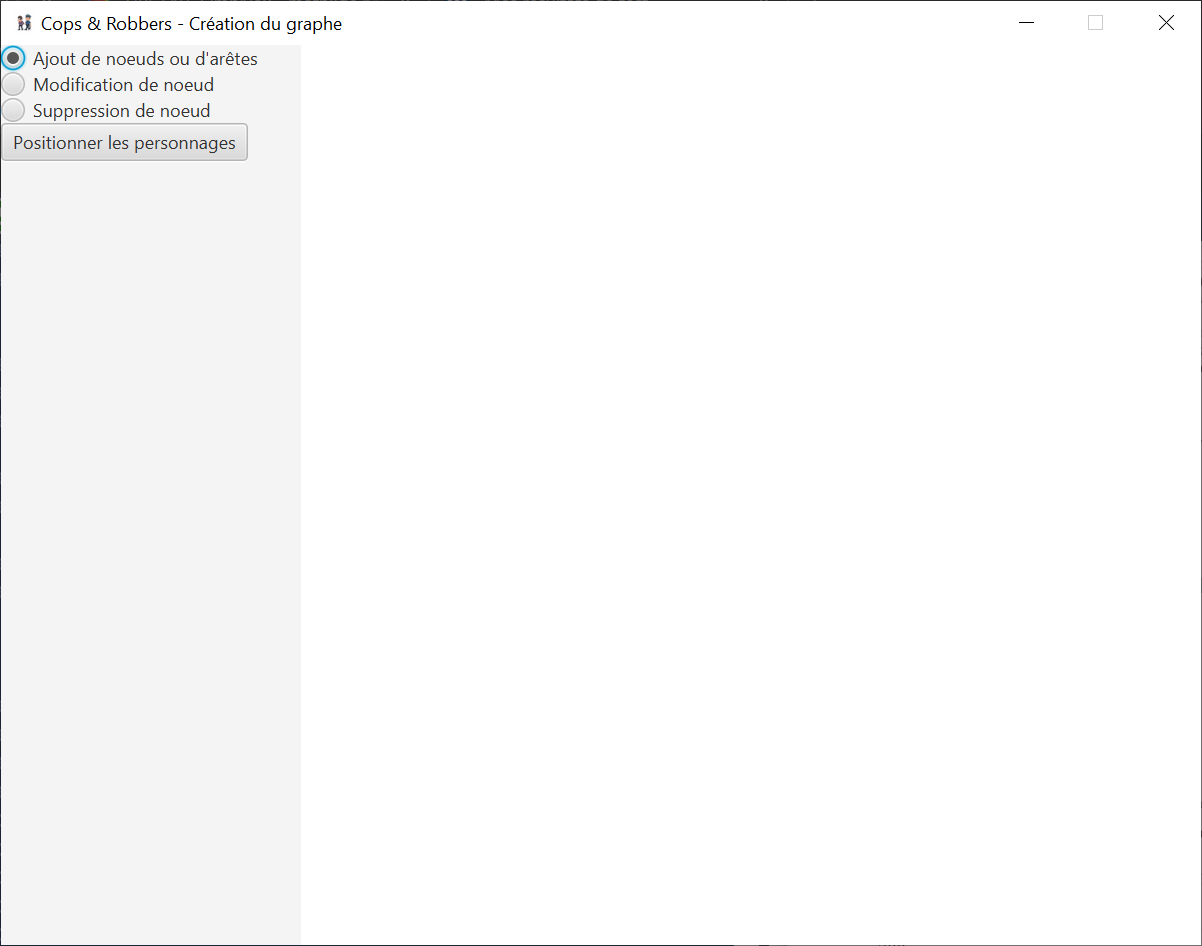 Cops & Robbers - Création du graphe
Ajout de noeuds ou d'arêtes
Modification de noeud
Suppression de noeud
Positionner les personnages